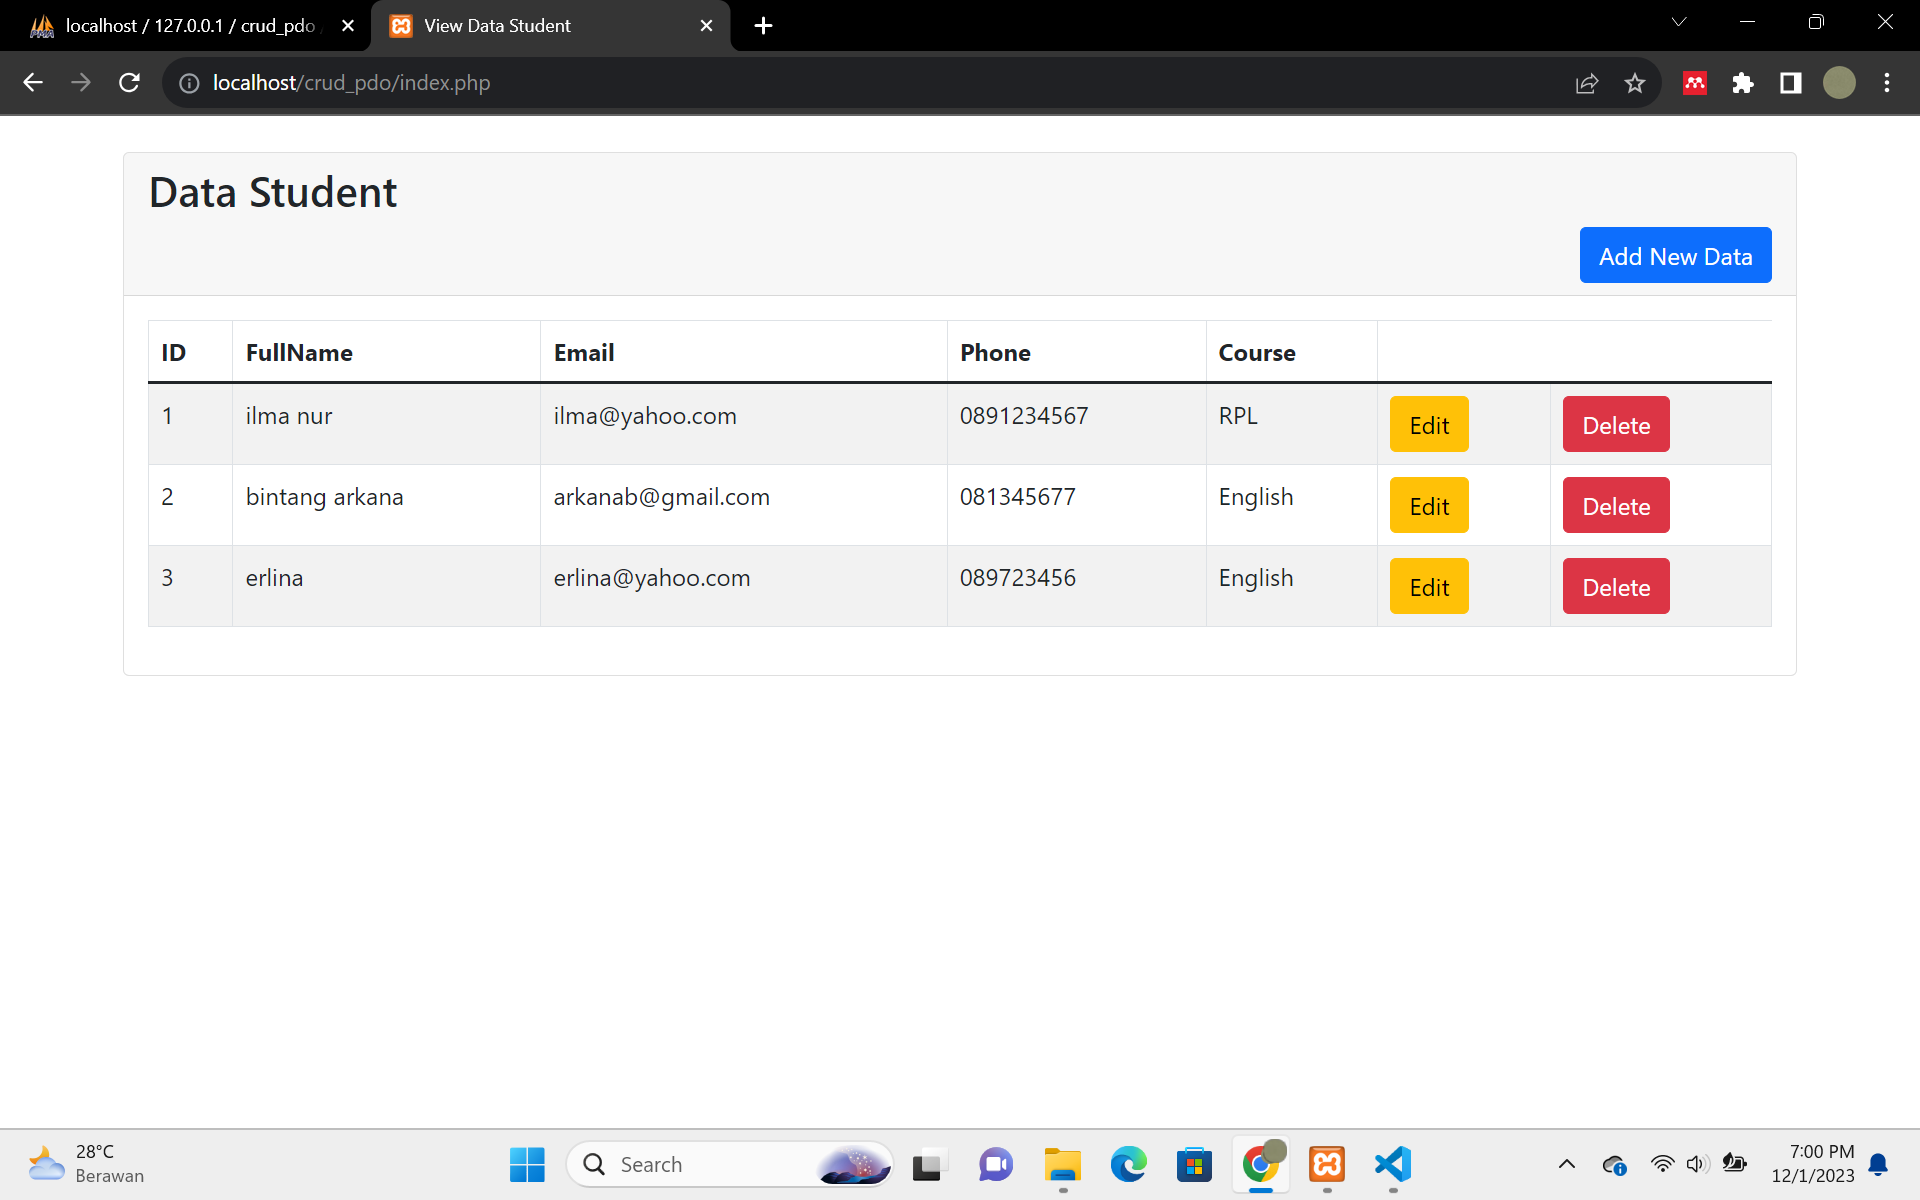 localhost / 127.0.0.1 / crud_pdo
View Data Student
localhost/crud_pdo/index.php
Data Student
Add New Data
ID FullName Email Phone Course
1 ilma nur ilma@yahoo.com 0891234567 RPL Edit Delete
2 bintang arkana arkanab@gmail.com 081345677 English Edit Delete
3 erlina erlina@yahoo.com 089723456 English Edit Delete
28°C
Berawan
Search
7:00 PM
12/1/2023